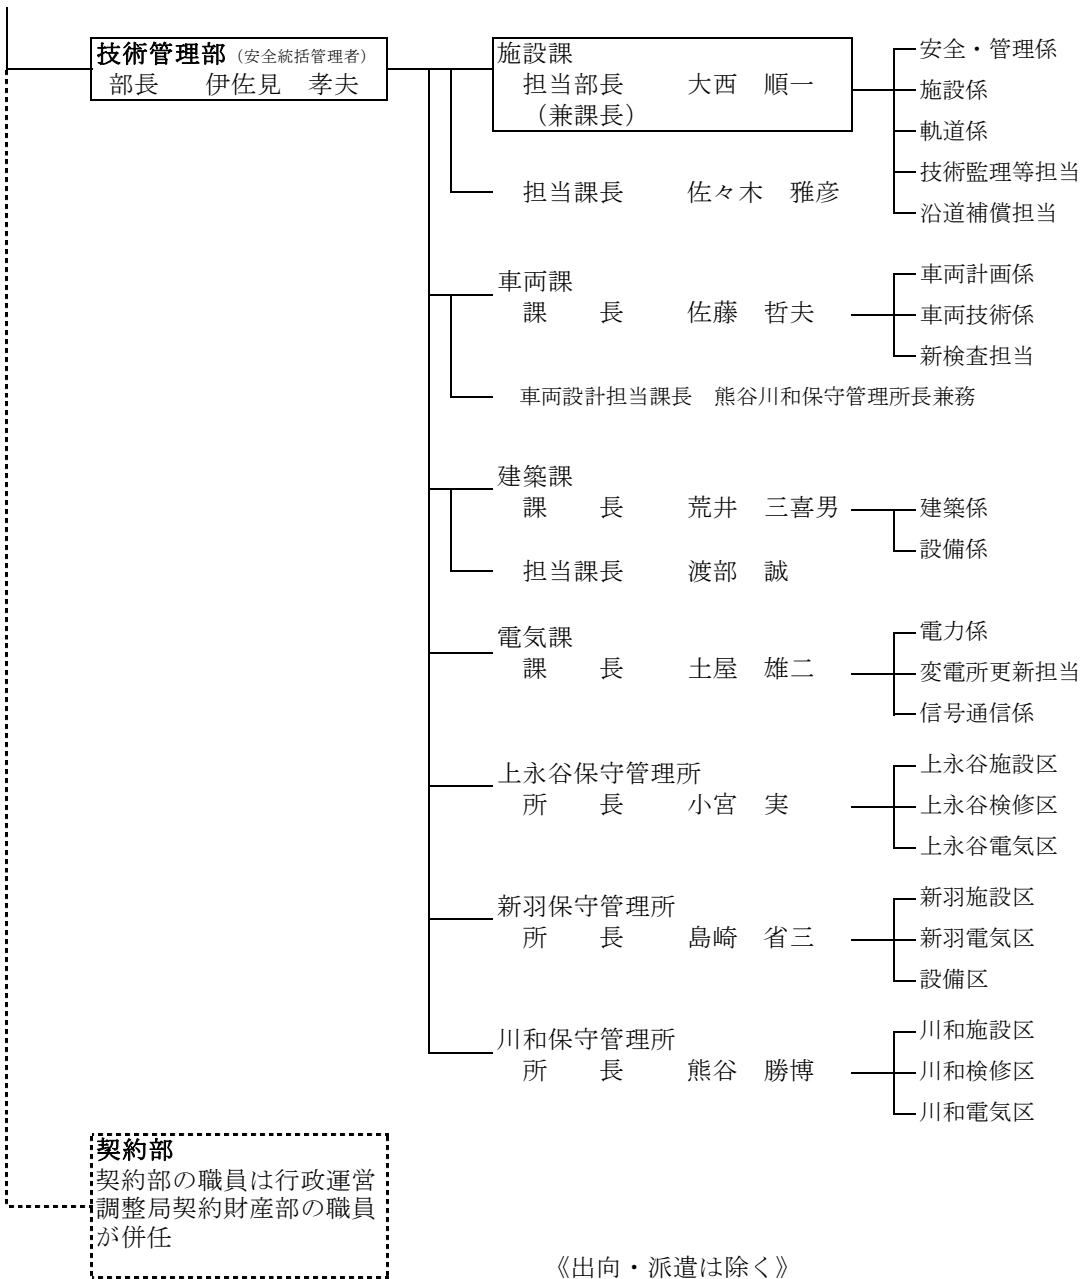 技術管理部（安全統括管理者）
部長　伊佐見　孝夫
施設課
担当部長　大西　順一
（兼課長）
安全・管理係
施設係
軌道係
技術監理等担当
沿道補償担当
担当課長　佐々木　雅彦
車両課
課　長　佐藤　哲夫
車両計画係
車両技術係
新検査担当
車両設計担当課長　熊谷川和保守管理所長兼務
建築課
課　長　荒井　三喜男
建築係
設備係
担当課長　渡部　誠
電気課
課　長　土屋　雄二
電力係
変電所更新担当
信号通信係
上永谷保守管理所
所　長　小宮　実
上永谷施設区
上永谷検修区
上永谷電気区
新羽保守管理所
所　長　島崎　省三
新羽施設区
新羽電気区
設備区
川和保守管理所
所　長　熊谷　勝博
川和施設区
川和検修区
川和電気区
契約部
契約部の職員は行政運営
調整局契約財産部の職員
が併任
《出向・派遣は除く》